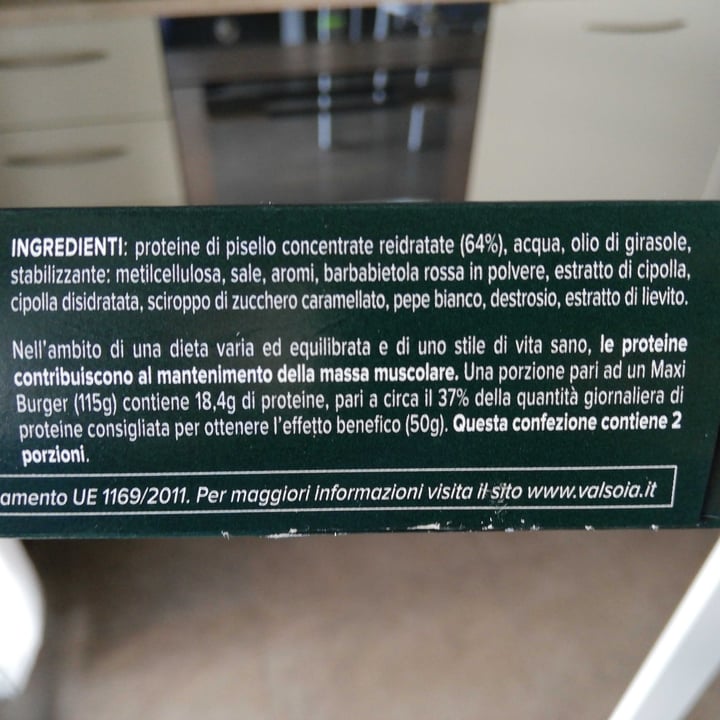 INGREDIENTI: proteine di pisello concentrate reidratate (64%), acqua, olio di girasole,
stabilizzante: metilcellulosa, sale, aromi, barbabietola rossa in polvere, estratto di cipolla,
cipolla disidratata, sciroppo di zucchero caramellato, pepe bianco, destrosio, estratto di lievito.
Nell'ambito di una dieta varia ed equilibrata e di uno stile di vita sano, le proteine
contribuiscono al mantenimento della massa muscolare. Una porzione pari ad un Maxi
Burger (115g) contiene 18,4g di proteine, pari a circa il 37% della quantità giornaliera di
proteine consigliata per ottenere l'effetto benefico (50g). Questa confezione contiene 2
porzioni.
amento UE 1169/2011. Per maggiori informazioni visita il sito www.valsoia.it